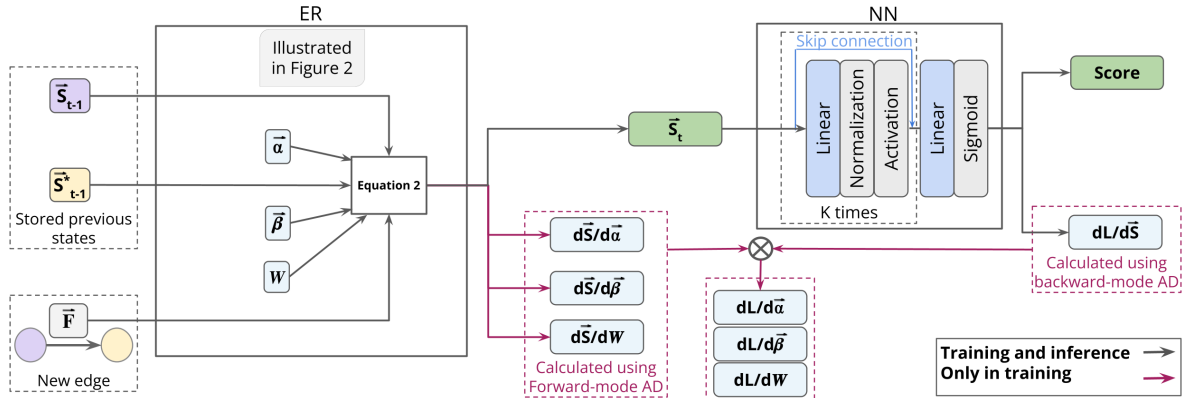 ER
NN
Illustrated
in Figure 2
Skip connection
S⃗t-1
α⃗
Equation 2
S⃗*t-1
Stored previous
states
β⃗
W
F⃗
New edge
S⃗t
Linear
Normalization
Activation
K times
Linear
Sigmoid
Score
dS⃗/dα⃗
dS⃗/dβ⃗
dS⃗/dW
Calculated using
Forward-mode AD
dL/dS⃗
Calculated using
backward-mode AD
dL/dα⃗
dL/dβ⃗
dL/dW
Training and inference
Only in training